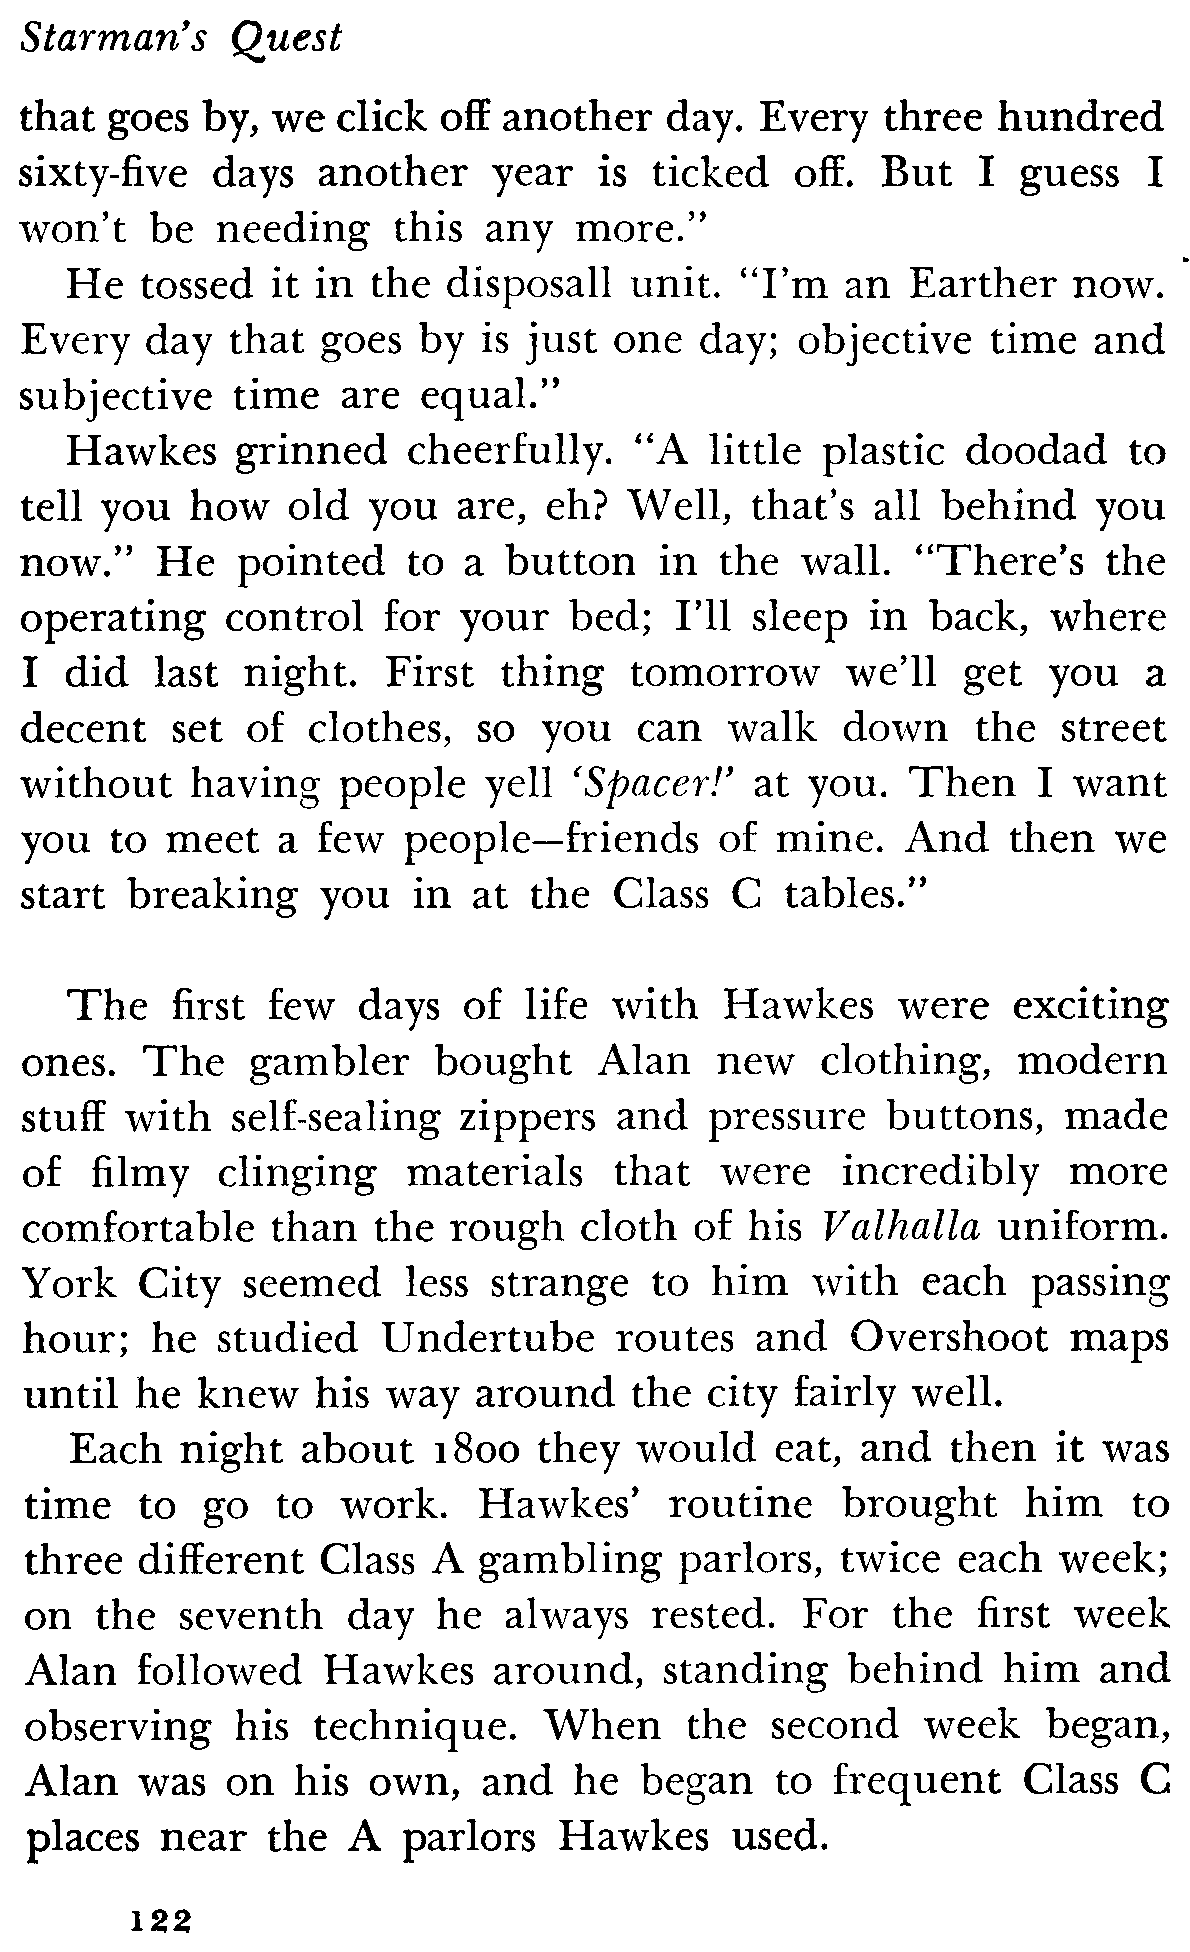 Starman's Quest
that goes by, we click off another day. Every three hundred
sixty-five days another year is ticked off. But I guess I
won't be needing this any more.”
He tossed it in the disposall unit. “I'm an Earther now.
Every day that goes by is just one day; objective time and
subjective time are equal.”
Hawkes grinned cheerfully. “A little plastic doodad to
tell you how old you are, eh? Well, that's all behind you
now.” He pointed to a button in the wall. “There's the
operating control for your bed; I'll sleep in back, where
I did last night. First thing tomorrow we'll get you a
decent set of clothes, so you can walk down the street
without having people yell ‘Spacer!’ at you. Then I want
you to meet a few people—friends of mine. And then we
start breaking you in at the Class C tables.”
The first few days of life with Hawkes were exciting
ones. The gambler bought Alan new clothing, modern
stuff with self-sealing zippers and pressure buttons, made
of filmy clinging materials that were incredibly more
comfortable than the rough cloth of his Valhalla uniform.
York City seemed less strange to him with each passing
hour; he studied Undertube routes and Overshoot maps
until he knew his way around the city fairly well.
Each night about 1800 they would eat, and then it was
time to go to work. Hawkes' routine brought him to
three different Class A gambling parlors, twice each week;
on the seventh day he always rested. For the first week
Alan followed Hawkes around, standing behind him and
observing his technique. When the second week began,
Alan was on his own, and he began to frequent Class C
places near the A parlors Hawkes used.
122